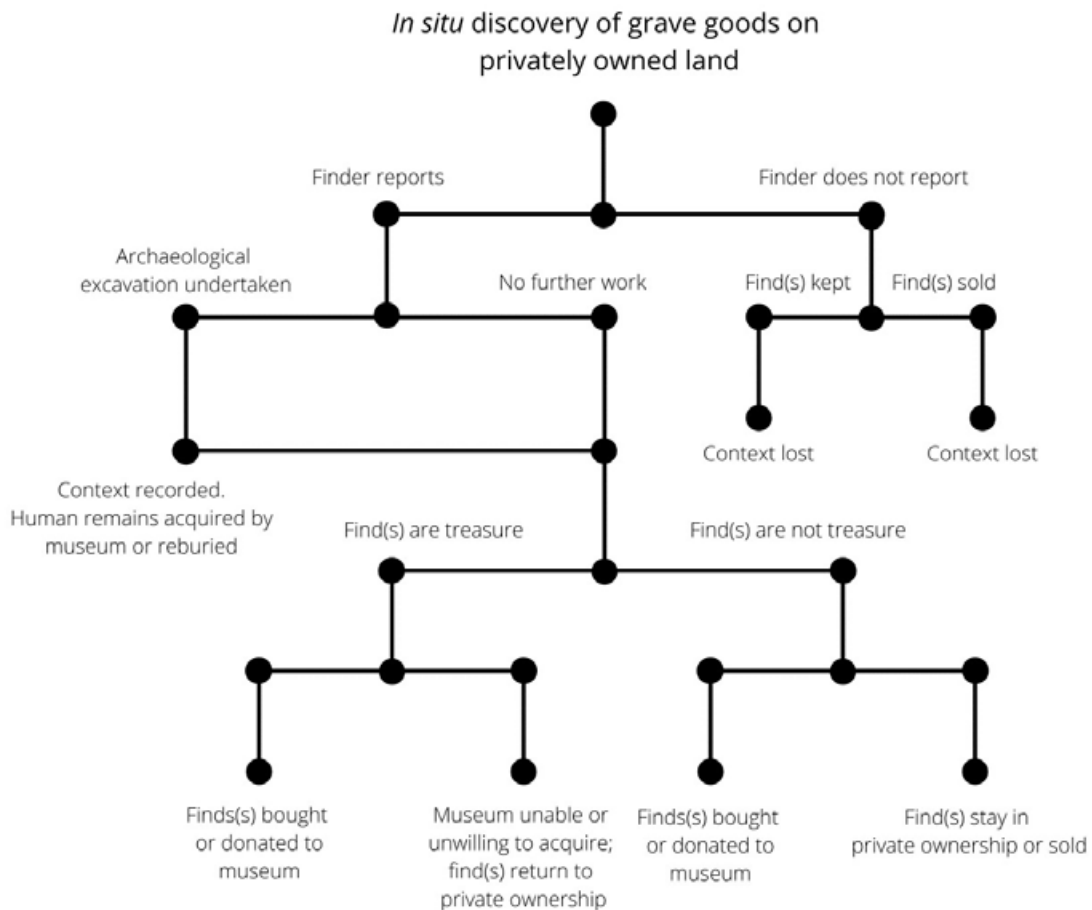 In situ discovery of grave goods on
privately owned land
Finder reports
Finder does not report
Archaeological
excavation undertaken
No further work
Find(s) kept
Find(s) sold
Context lost
Context lost
Context recorded.
Human remains acquired by
museum or reburied
Find(s) are treasure
Find(s) are not treasure
Finds(s) bought
or donated to
museum
Museum unable or
unwilling to acquire;
find(s) return to
private ownership
Finds(s) bought
or donated to
museum
Find(s) stay in
private ownership or sold